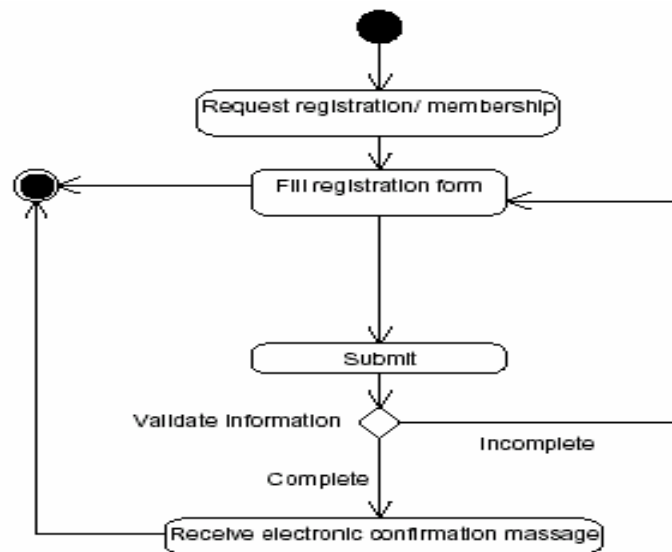 Request registration/ membership
Fill registration form
Submit
Validate information
Incomplete
Complete
Receive electronic confirmation massage